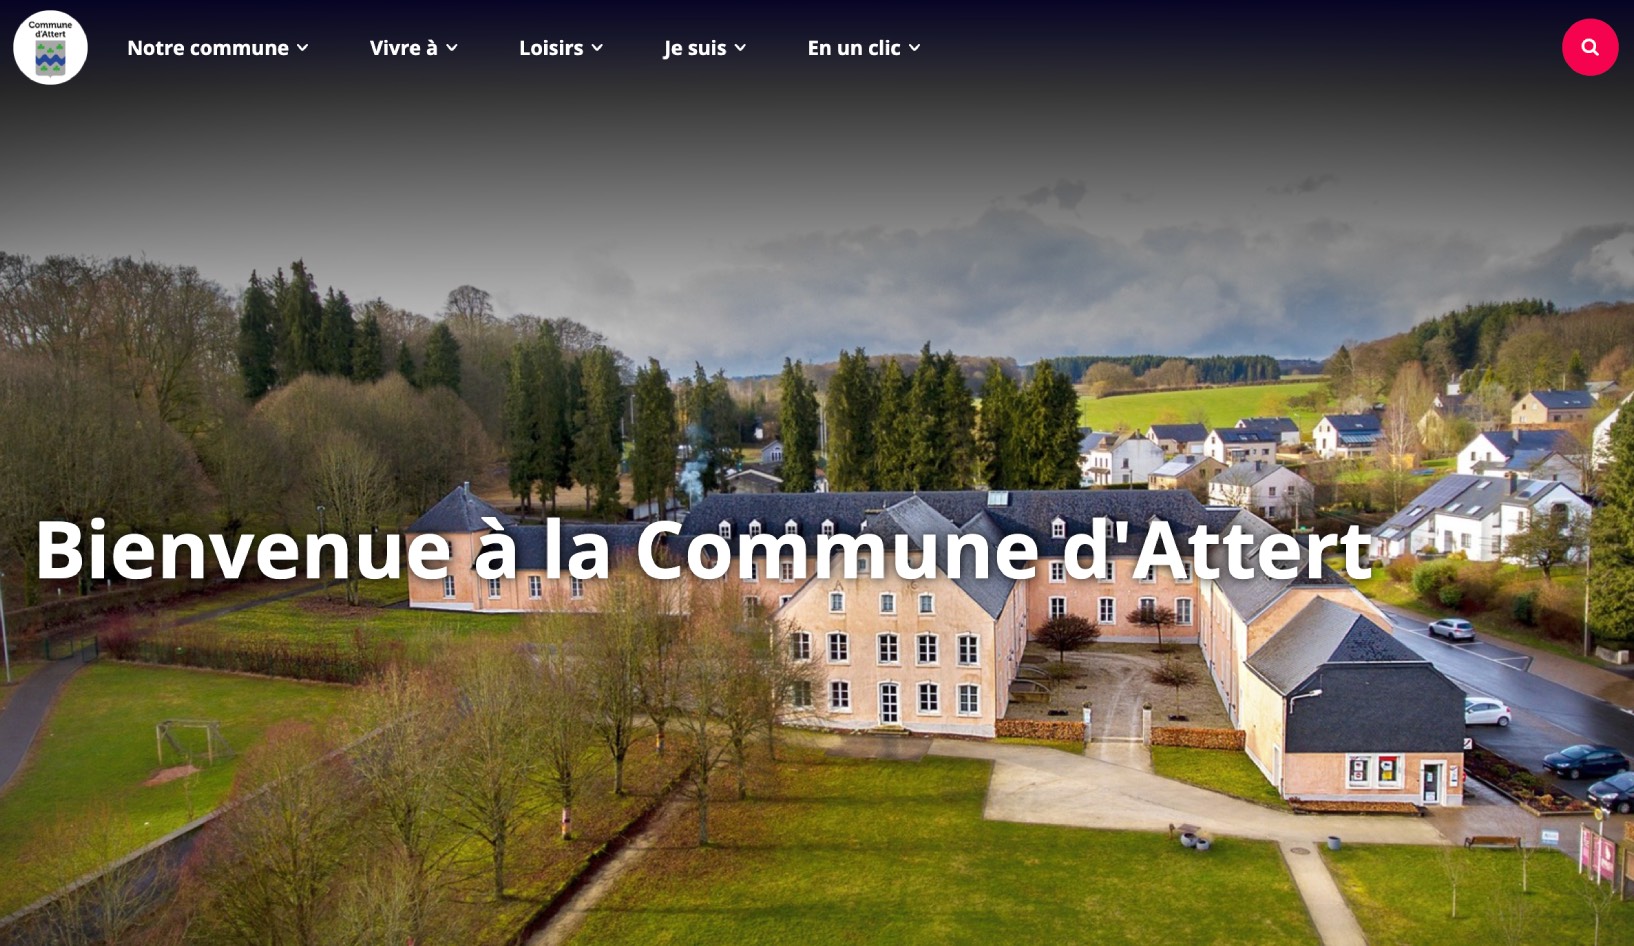 Commune
d'Attert
Notre commune
Vivre à
Loisirs
Je suis
En un clic
Bienvenue à la Commune d'Attert